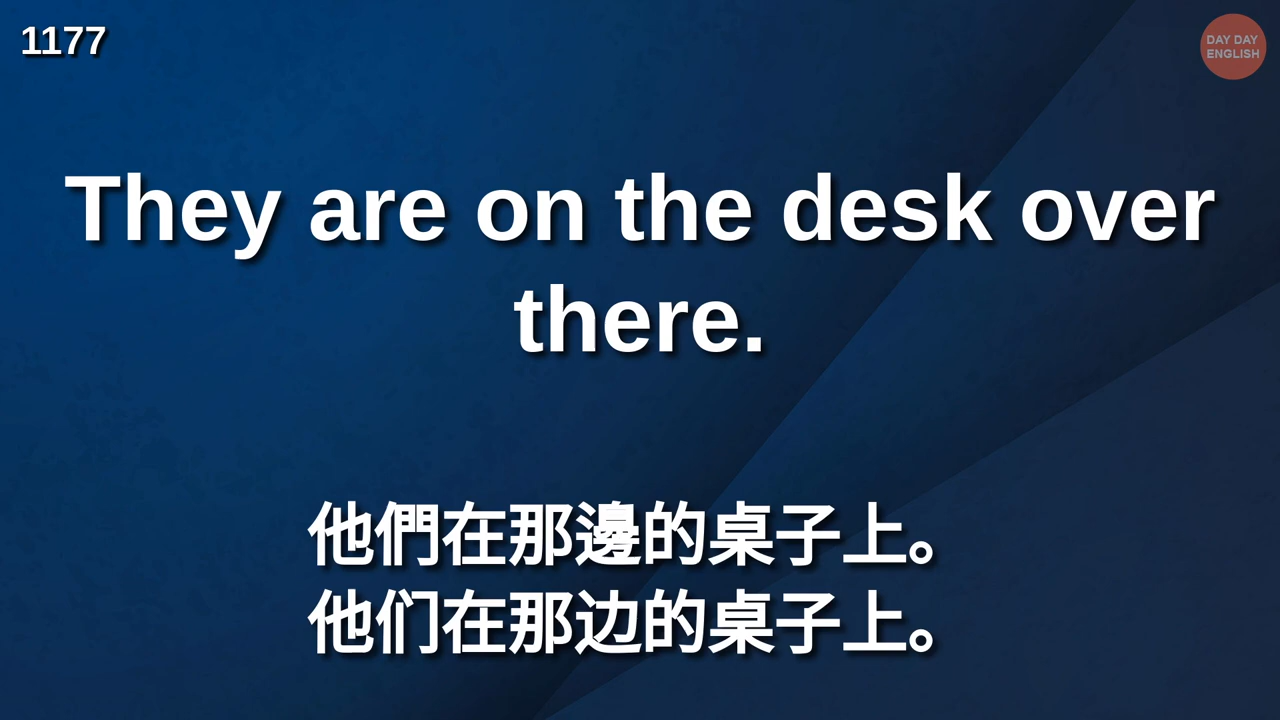 1177
DAY DAY
ENGLISH
They are on the desk over
there.
他們在那邊的桌子上。
他们在那边的桌子上。